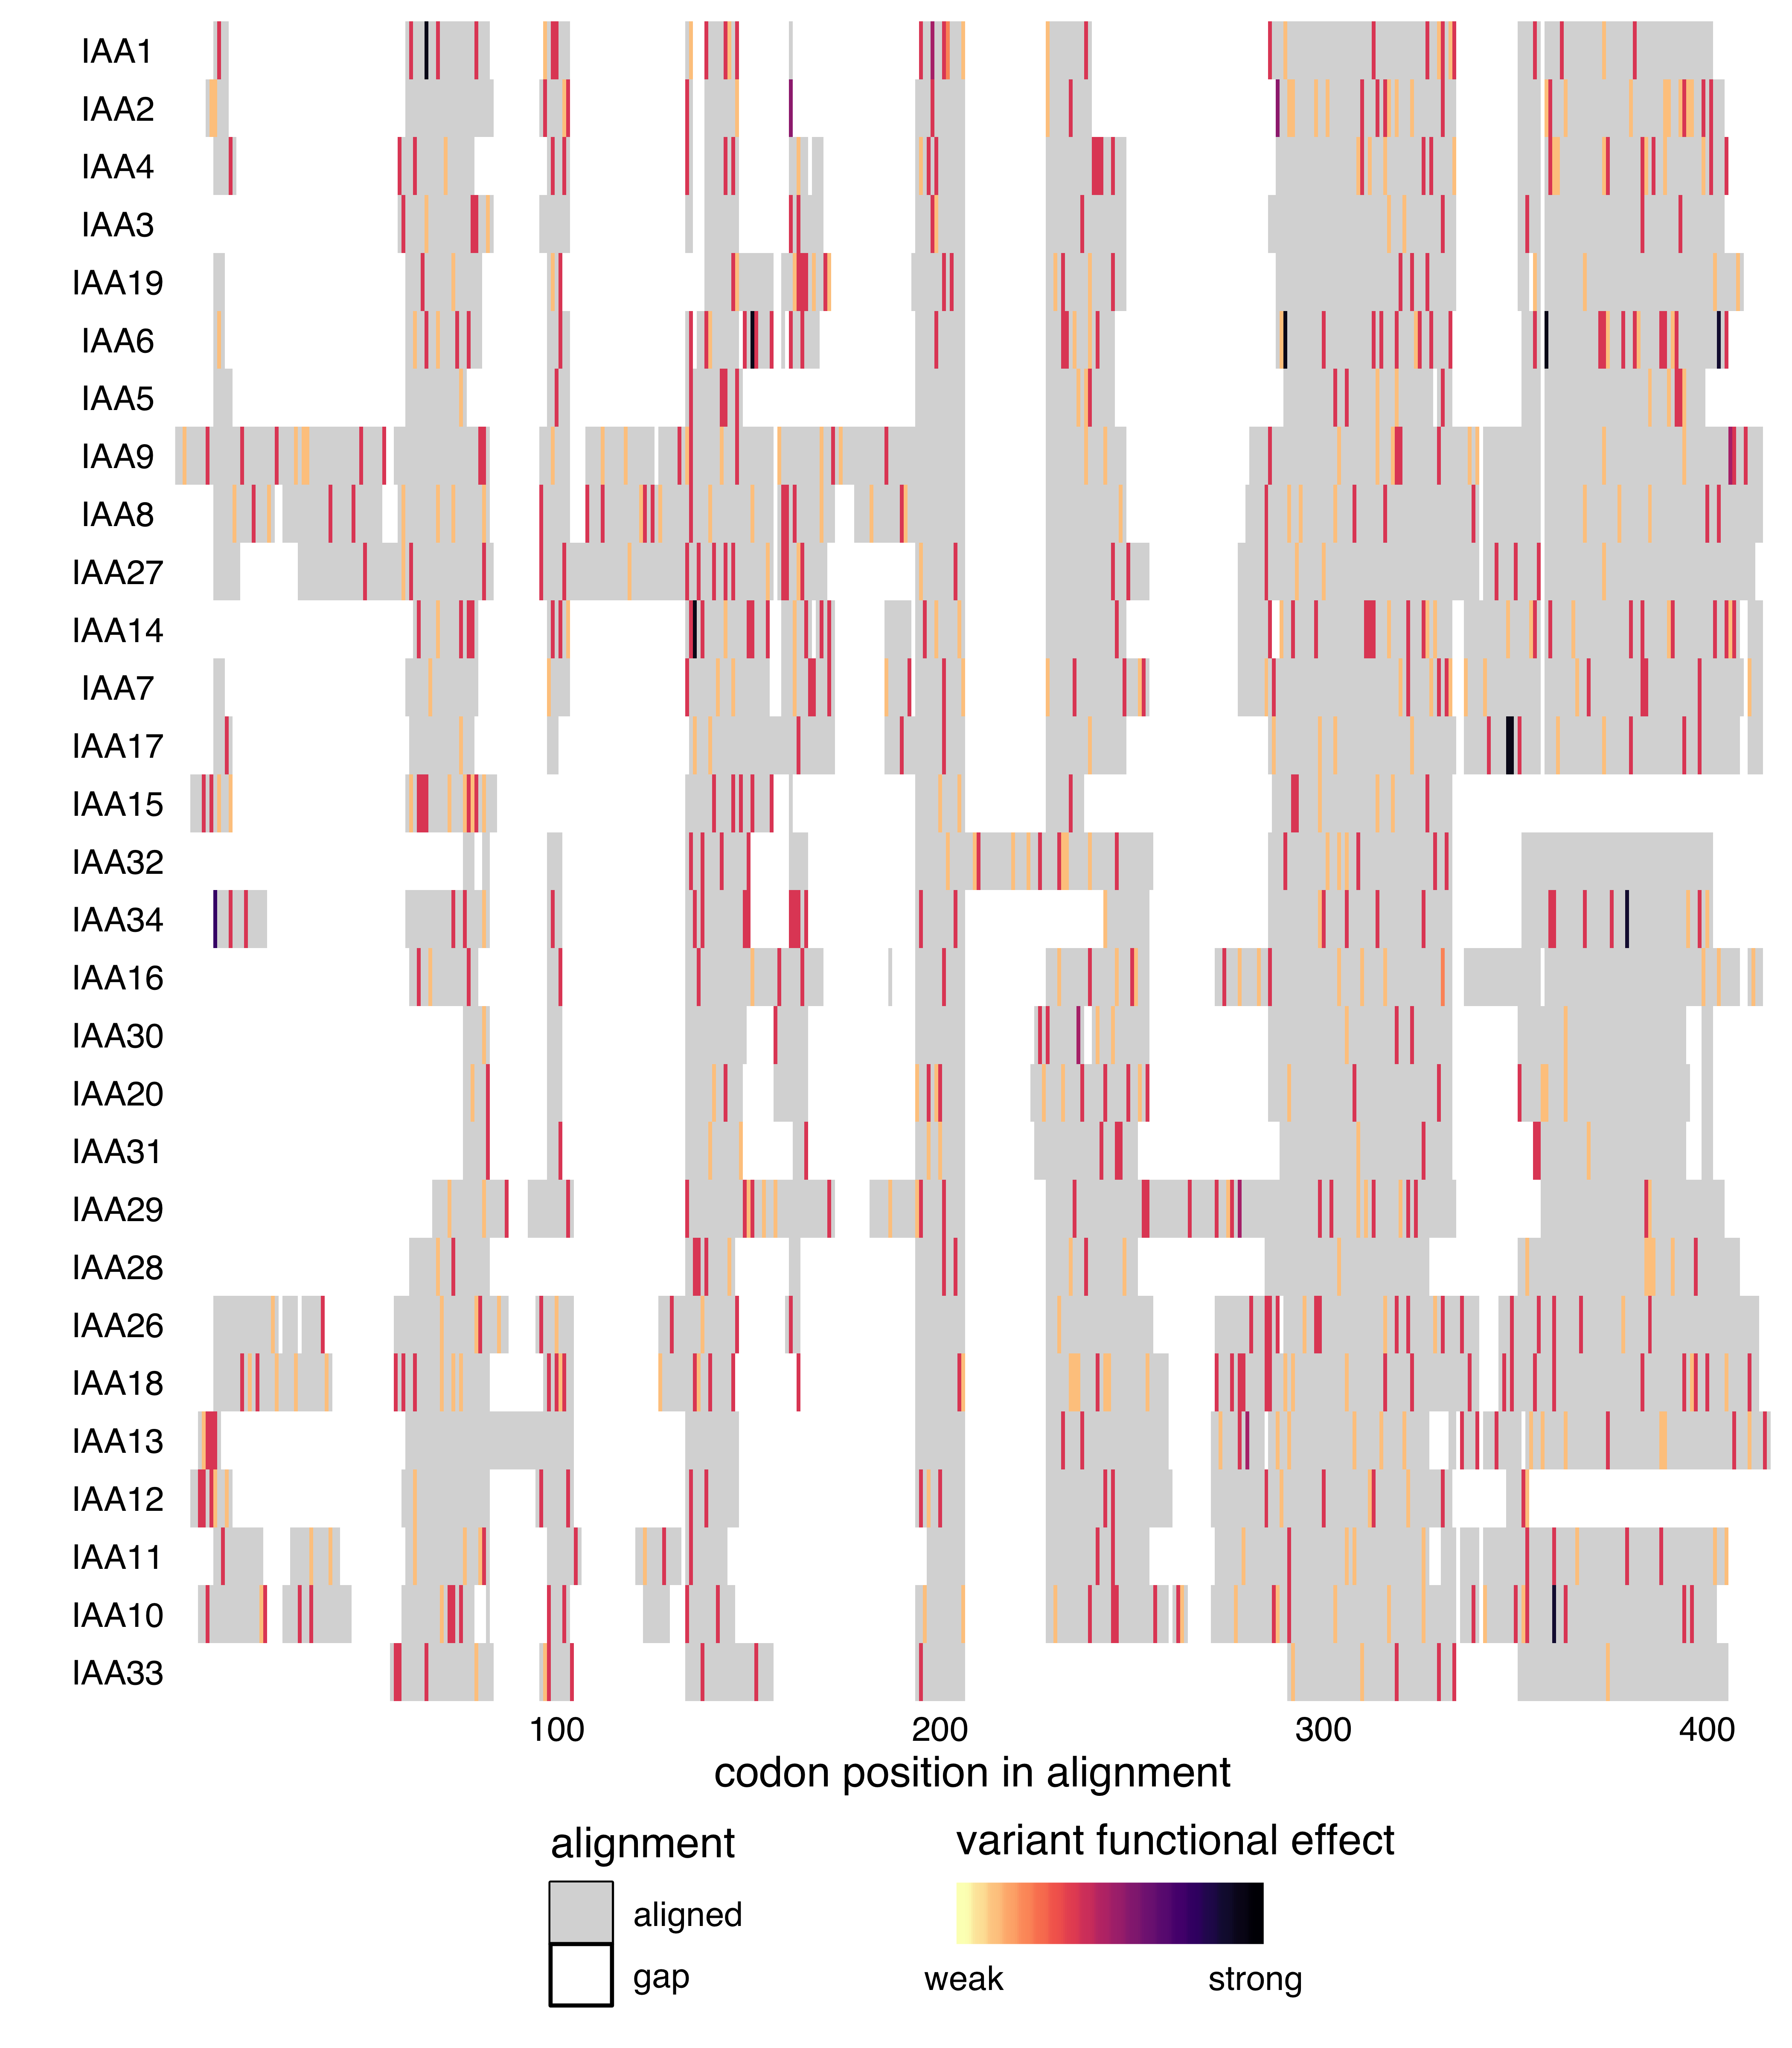 IAA1
IAA2
IAA4
IAA3
IAA19
IAA6
IAA5
IAA9
IAA8
IAA27
IAA14
IAA7
IAA17
IAA15
IAA32
IAA34
IAA16
IAA30
IAA20
IAA31
IAA29
IAA28
IAA26
IAA18
IAA13
IAA12
IAA11
IAA10
IAA33
100 200 300 400
codon position in alignment
alignment
aligned
gap
variant functional effect
weak strong